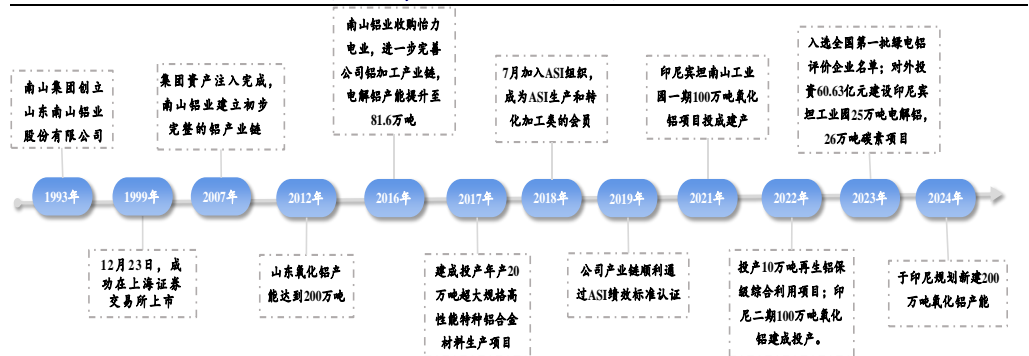 南山集团创立
山东南山铝业
股份有限公司
集团资产注入完成，
南山铝业建立初步
完整的铝产业链
南山铝业收购怡力
电业，进一步完善
公司铝加工产业链，
电解铝产能提升至
81.6万吨
7月加入ASI组织，
成为ASI生产和转
化加工类的会员
印尼宾坦南山工业
园一期100万吨氧化
铝项目投成建产
入选全国第一批绿电铝
评价企业名单；对外投
资60.63亿元建设印尼宾
坦工业园25万吨电解铝，
26万吨碳素项目
1993年
1999年
2007年
2012年
2016年
2017年
2018年
2019年
2021年
2022年
2023年
2024年
12月23日，成
功在上海证券
交易所上市
山东氧化铝产
能达到200万吨
建成投产年产20
万吨超大规格高
性能特种铝合金
材料生产项目
公司产业链顺利通
过ASI绩效标准认证
投产10万吨再生铝保
级综合利用项目；印
尼二期100万吨氧化
铝建成投产。
于印尼规划新建200
万吨氧化铝产能